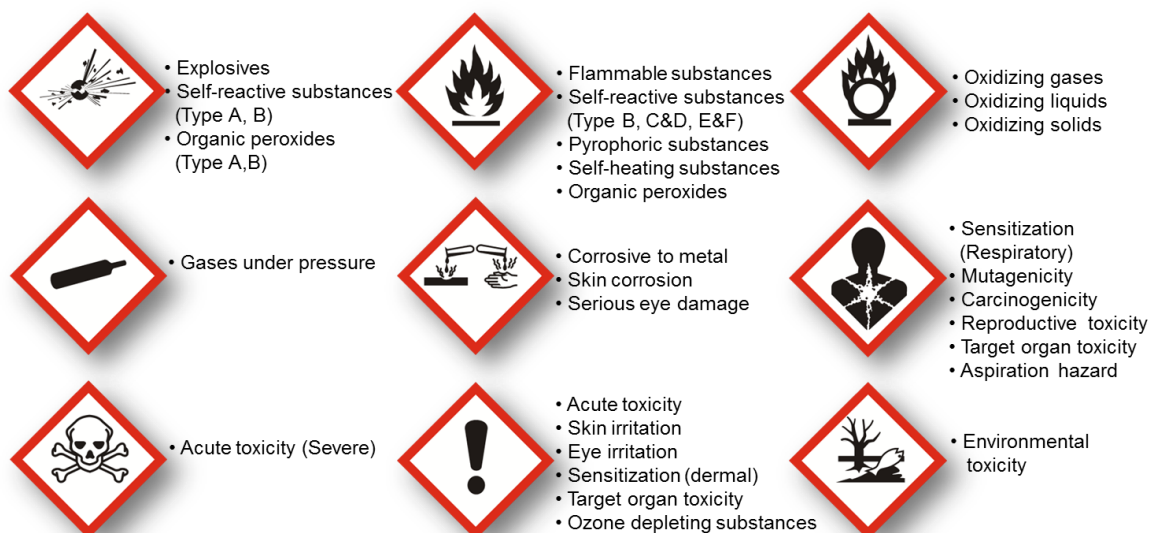 • Explosives
• Self-reactive substances
(Type A, B)
• Organic peroxides
(Type A,B)
• Flammable substances
• Self-reactive substances
(Type B, C&D, E&F)
• Pyrophoric substances
• Self-heating substances
• Organic peroxides
• Oxidizing gases
• Oxidizing liquids
• Oxidizing solids
• Gases under pressure
• Corrosive to metal
• Skin corrosion
• Serious eye damage
• Sensitization
(Respiratory)
• Mutagenicity
• Carcinogenicity
• Reproductive toxicity
• Target organ toxicity
• Aspiration hazard
• Acute toxicity (Severe)
• Acute toxicity
• Skin irritation
• Eye irritation
• Sensitization (dermal)
• Target organ toxicity
• Ozone depleting substances
• Environmental
toxicity